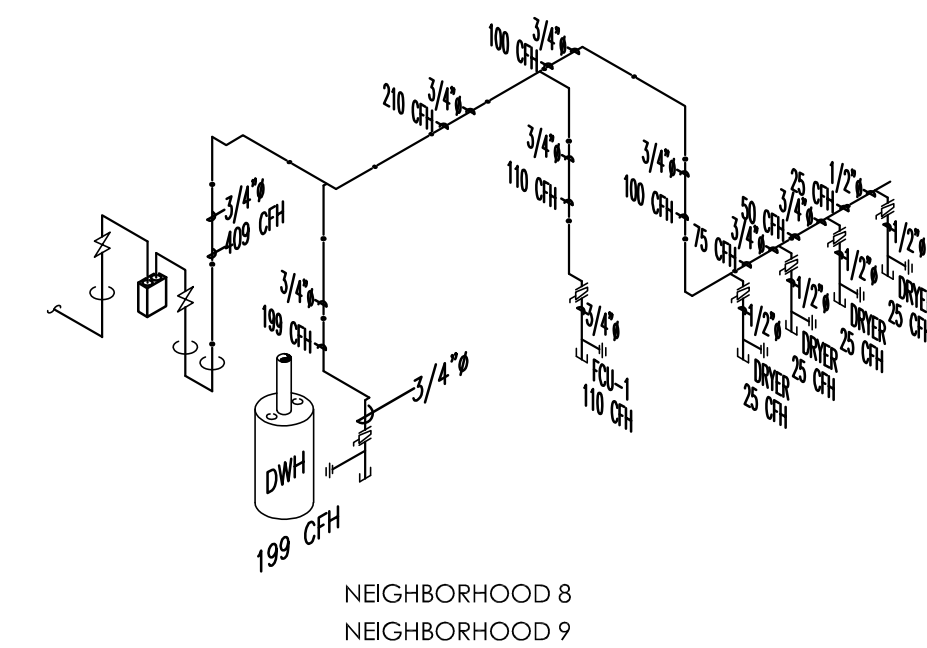 100 CFH
3/4"Ø
210 CFH
3/4"Ø
3/4"Ø
110 CFH
3/4"Ø
100 CFH
3/4"Ø
409 CFH
75 CFH
3/4"Ø
50 CFH
3/4"Ø
25 CFH
1/2"Ø
3/4"Ø
199 CFH
3/4"Ø
FCU-1
110 CFH
1/2"Ø
DRYER
25 CFH
1/2"Ø
DRYER
25 CFH
1/2"Ø
DRYER
25 CFH
1/2"Ø
3/4"Ø
DWH
199 CFH
NEIGHBORHOOD 8
NEIGHBORHOOD 9